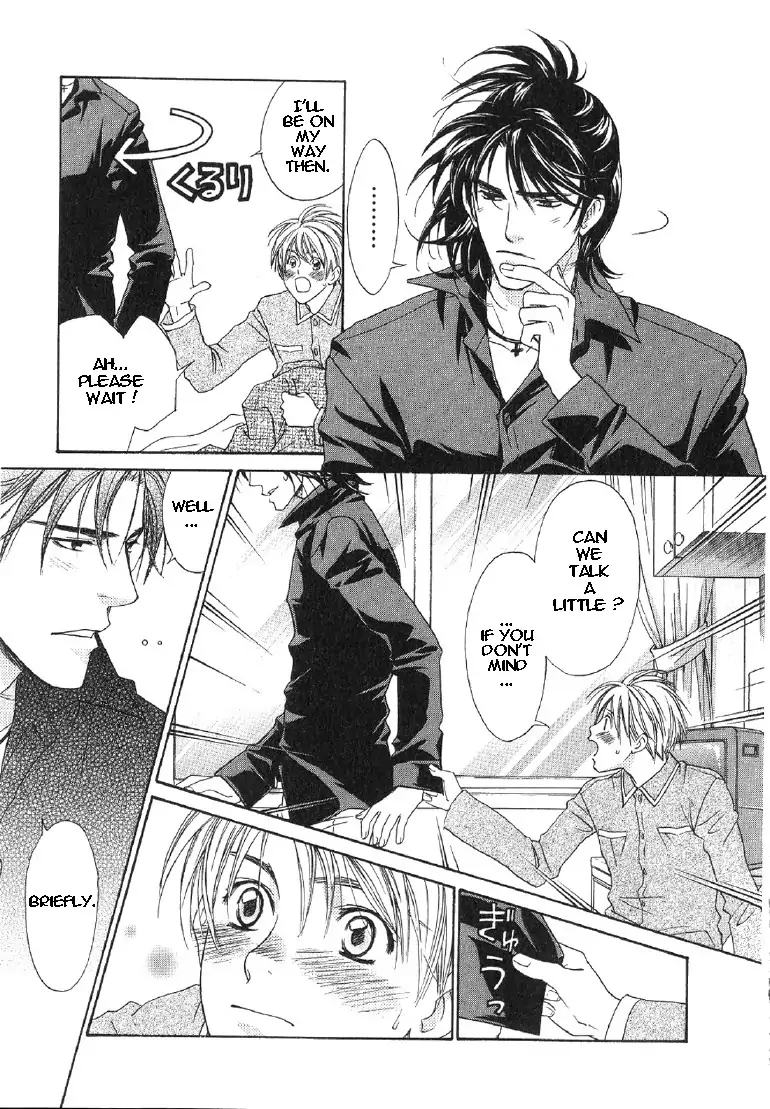 ………
I'LL
BE ON
MY
WAY
THEN.
くるり
AH...
PLEASE
WAIT !
CAN
WE
TALK
A
LITTLE ?
...
IF YOU
DON'T
MIND
...
WELL
...
ぎゅうっ
BRIEFLY.